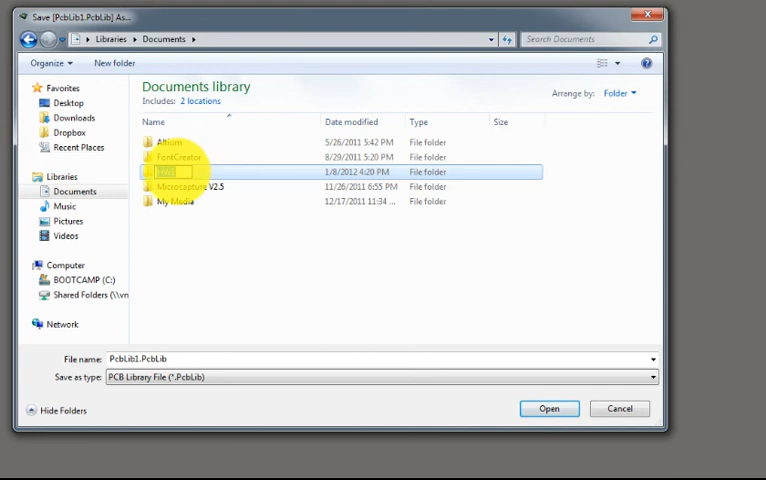 Save [PcbLib1.PcbLib] As...
Libraries Documents
Search Documents
Organize New folder
Documents library
Includes: 2 locations
Arrange by: Folder
Name Date modified Type Size
Altium 5/26/2011 5:42 PM File folder
FontCreator 8/29/2011 5:20 PM File folder
1/8/2012 4:20 PM File folder
Microcapture V2.5 11/26/2011 6:55 PM File folder
My Media 12/17/2011 11:34 ... File folder
Favorites
Desktop
Downloads
Dropbox
Recent Places
Libraries
Documents
Music
Pictures
Videos
Computer
BOOTCAMP (C:)
Shared Folders (\\vn
Network
File name: PcbLib1.PcbLib
Save as type: PCB Library File (*.PcbLib)
Hide Folders
Open Cancel